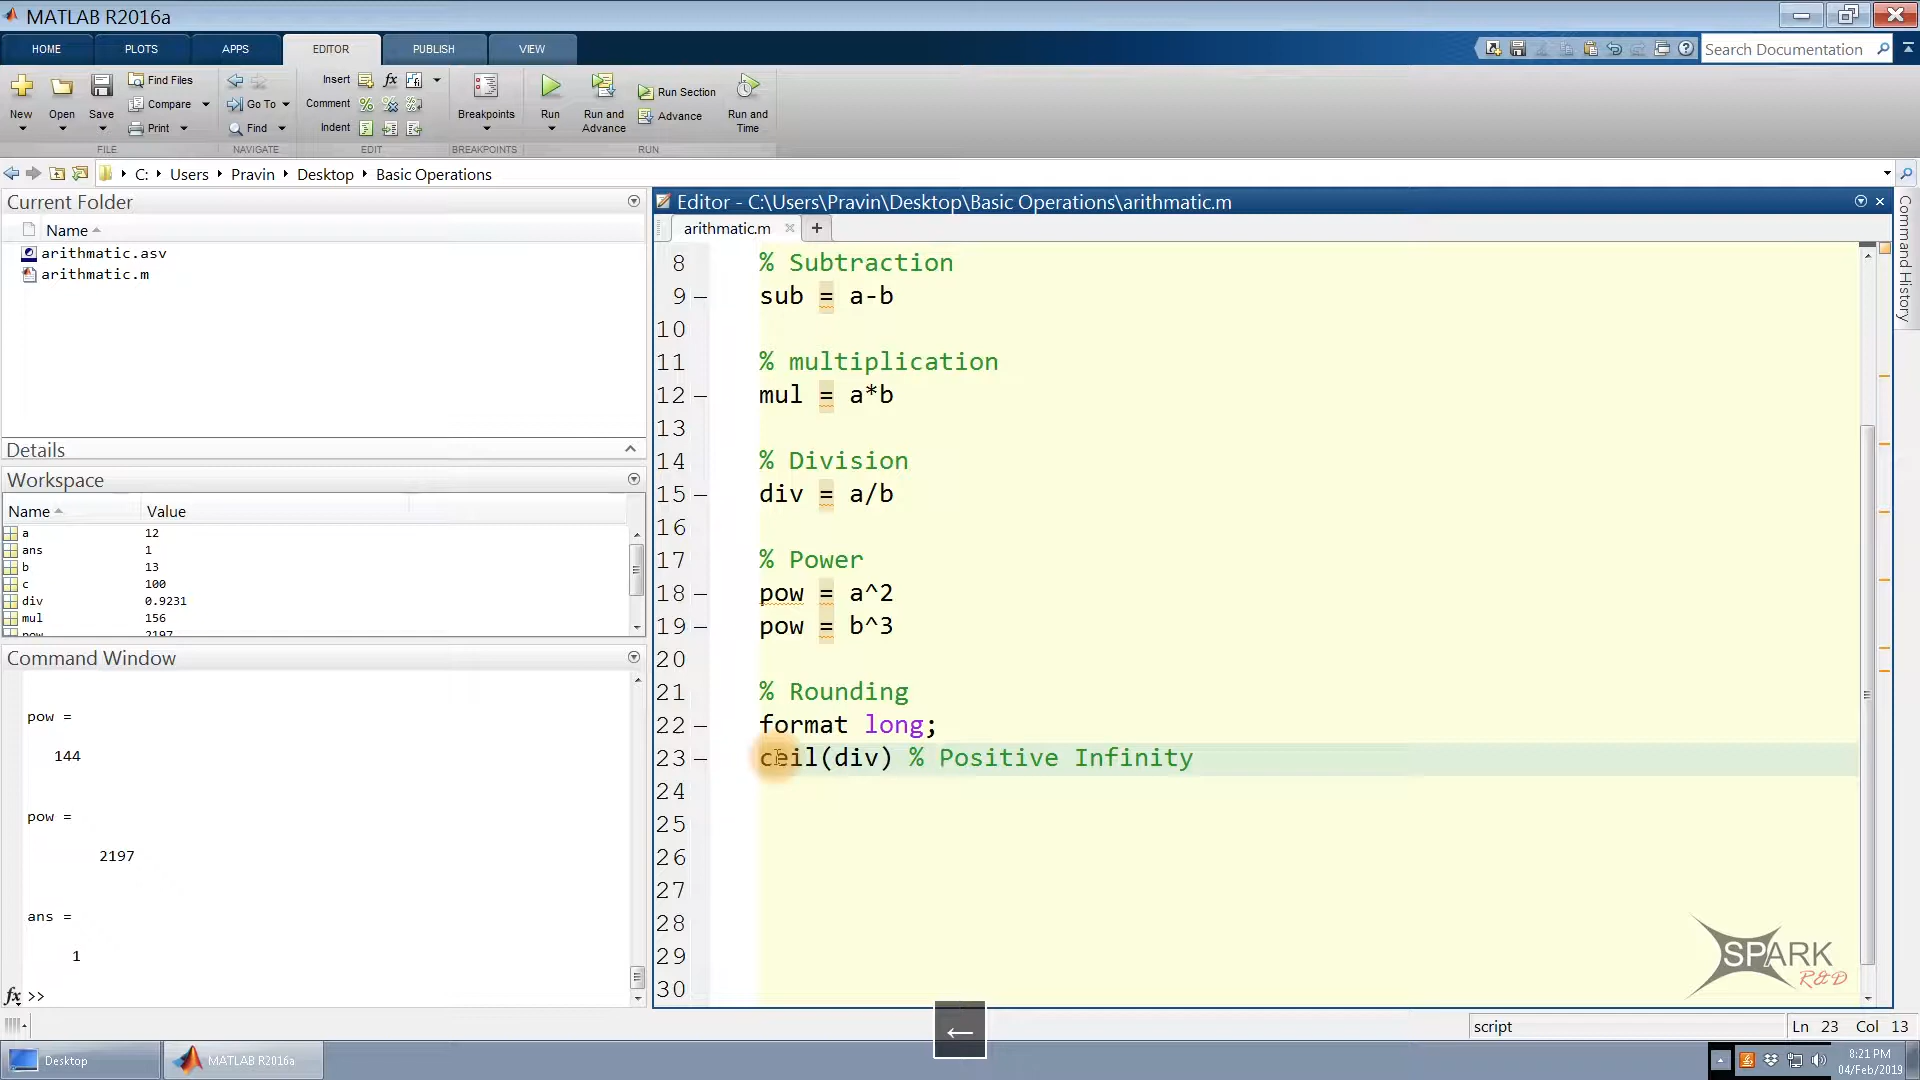 MATLAB R2016a
HOME PLOTS APPS EDITOR PUBLISH VIEW
Search Documentation
New Open Save
Find Files
Compare
Print
FILE
Go To
Find
NAVIGATE
Insert
Comment
Indent
EDIT
Breakpoints
BREAKPOINTS
Run
Run and Advance
Run Section
Advance
Run and Time
RUN
C: Users Pravin Desktop Basic Operations
Current Folder
Name
arithmatic.asv
arithmatic.m
Details
Workspace
Name Value
a 12
ans 1
b 13
c 100
div 0.9231
mul 156
pow 2197
Command Window
pow =
144
pow =
2197
ans =
1
fx >>
Editor - C:\Users\Pravin\Desktop\Basic Operations\arithmatic.m
arithmatic.m +
8 % Subtraction
9 sub = a-b
10
11 % multiplication
12 mul = a*b
13
14 % Division
15 div = a/b
16
17 % Power
18 pow = a^2
19 pow = b^3
20
21 % Rounding
22 format long;
23 ceil(div) % Positive Infinity
24
25
26
27
28
29
30
Command History
SPARK
R&D
←
script Ln 23 Col 13
Desktop MATLAB R2016a
8:21 PM
04/Feb/2019